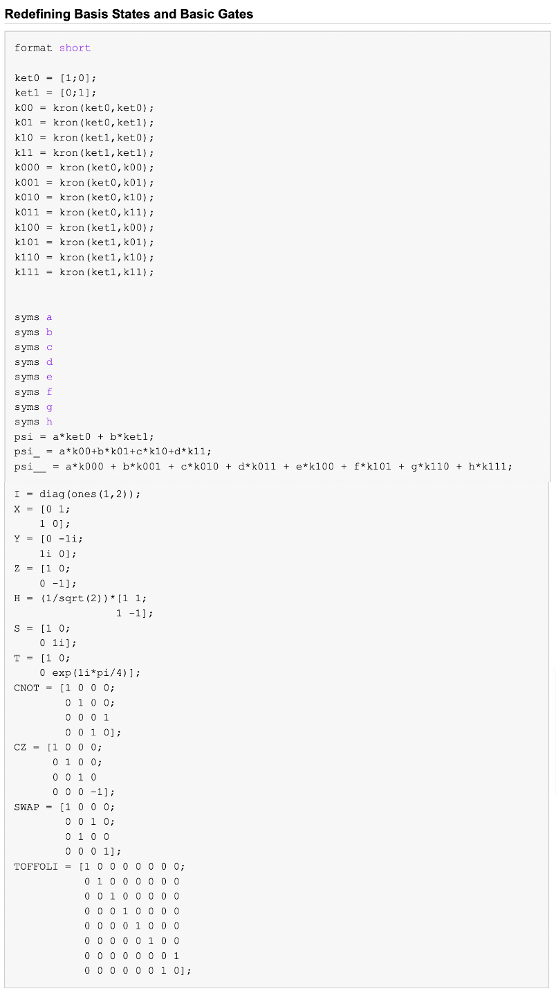 Redefining Basis States and Basic Gates
format short
ket0 = [1;0];
ket1 = [0;1];
k00 = kron(ket0,ket0);
k01 = kron(ket0,ket1);
k10 = kron(ket1,ket0);
k11 = kron(ket1,ket1);
k000 = kron(ket0,k00);
k001 = kron(ket0,k01);
k010 = kron(ket0,k10);
k011 = kron(ket0,k11);
k100 = kron(ket1,k00);
k101 = kron(ket1,k01);
k110 = kron(ket1,k10);
k111 = kron(ket1,k11);
syms a
syms b
syms c
syms d
syms e
syms f
syms g
syms h
psi = a*ket0 + b*ket1;
psi_ = a*k00+b*k01+c*k10+d*k11;
psi__ = a*k000 + b*k001 + c*k010 + d*k011 + e*k100 + f*k101 + g*k110 + h*k111;
I = diag(ones(1,2));
X = [0 1;
    1 0];
Y = [0 -1i;
    1i 0];
Z = [1 0;
    0 -1];
H = (1/sqrt(2))*[1 1;
                1 -1];
S = [1 0;
    0 1i];
T = [1 0;
    0 exp(1i*pi/4)];
CNOT = [1 0 0 0;
        0 1 0 0;
        0 0 0 1
        0 0 1 0];
CZ = [1 0 0 0;
      0 1 0 0;
      0 0 1 0
      0 0 0 -1];
SWAP = [1 0 0 0;
        0 0 1 0;
        0 1 0 0
        0 0 0 1];
TOFFOLI = [1 0 0 0 0 0 0 0;
           0 1 0 0 0 0 0 0
           0 0 1 0 0 0 0 0
           0 0 0 1 0 0 0 0
           0 0 0 0 1 0 0 0
           0 0 0 0 0 1 0 0
           0 0 0 0 0 0 0 1
           0 0 0 0 0 0 1 0];